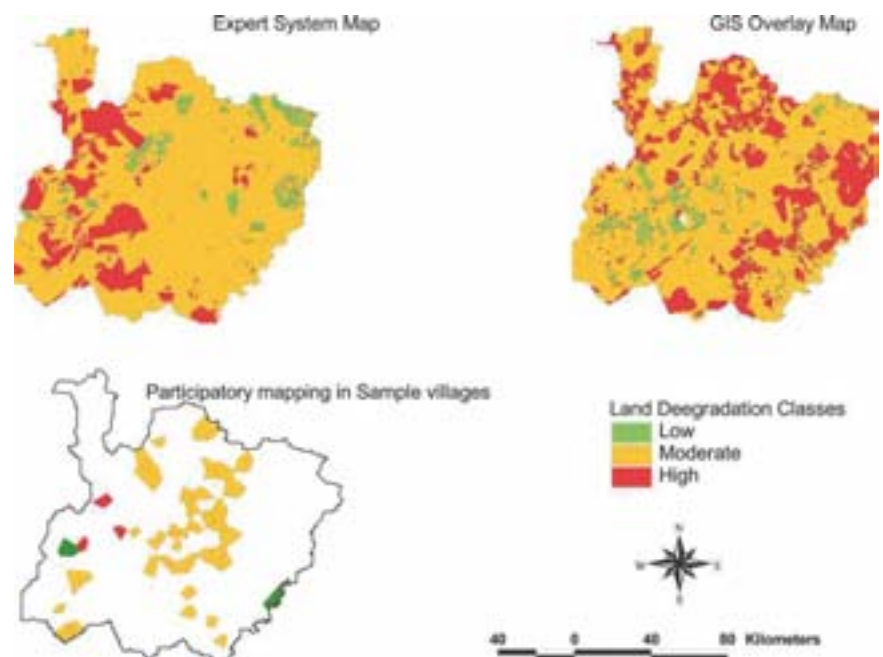 Expert System Map
GIS Overlay Map
Participatory mapping in Sample villages
Land Deegradation Classes
Low
Moderate
High
N
W E
S
40 0 40 80 Kilometers